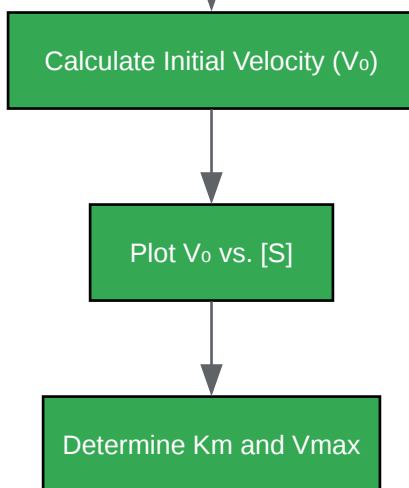 Calculate Initial Velocity (V₀)
Plot V₀ vs. [S]
Determine Km and Vmax